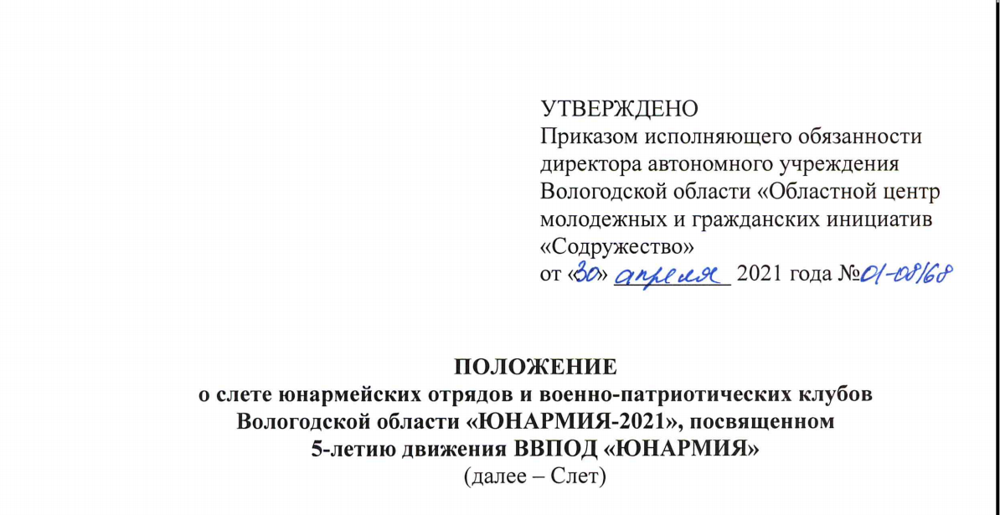 УТВЕРЖДЕНО
Приказом исполняющего обязанности
директора автономного учреждения
Вологодской области «Областной центр
молодежных и гражданских инициатив
«Содружество»
от «30» апреля 2021 года №01-08/68
ПОЛОЖЕНИЕ
о слете юнармейских отрядов и военно-патриотических клубов
Вологодской области «ЮНАРМИЯ-2021», посвященном
5-летию движения ВВПОД «ЮНАРМИЯ»
(далее – Слет)